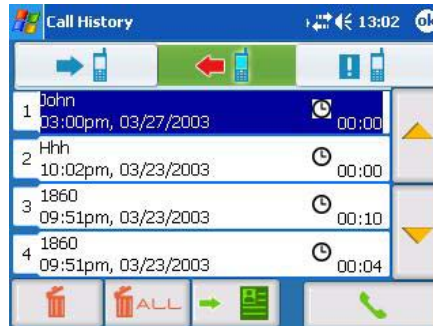 Call History 13:02 ok
1 John
03:00pm, 03/27/2003 00:00
2 Hhh
10:02pm, 03/23/2003 00:00
3 1860
09:51pm, 03/23/2003 00:10
4 1860
09:51pm, 03/23/2003 00:04
ALL